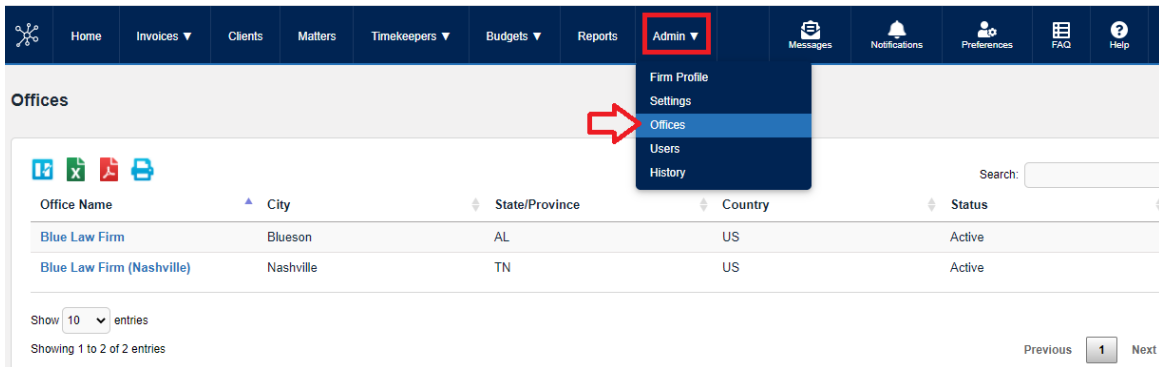 Home Invoices ▼ Clients Matters Timekeepers ▼ Budgets ▼ Reports Admin ▼ Messages Notifications Preferences FAQ Help
Firm Profile
Settings
Offices
Users
History
Offices
Search:
Office Name City State/Province Country Status
Blue Law Firm Blueson AL US Active
Blue Law Firm (Nashville) Nashville TN US Active
Show 10 entries
Showing 1 to 2 of 2 entries
Previous 1 Next